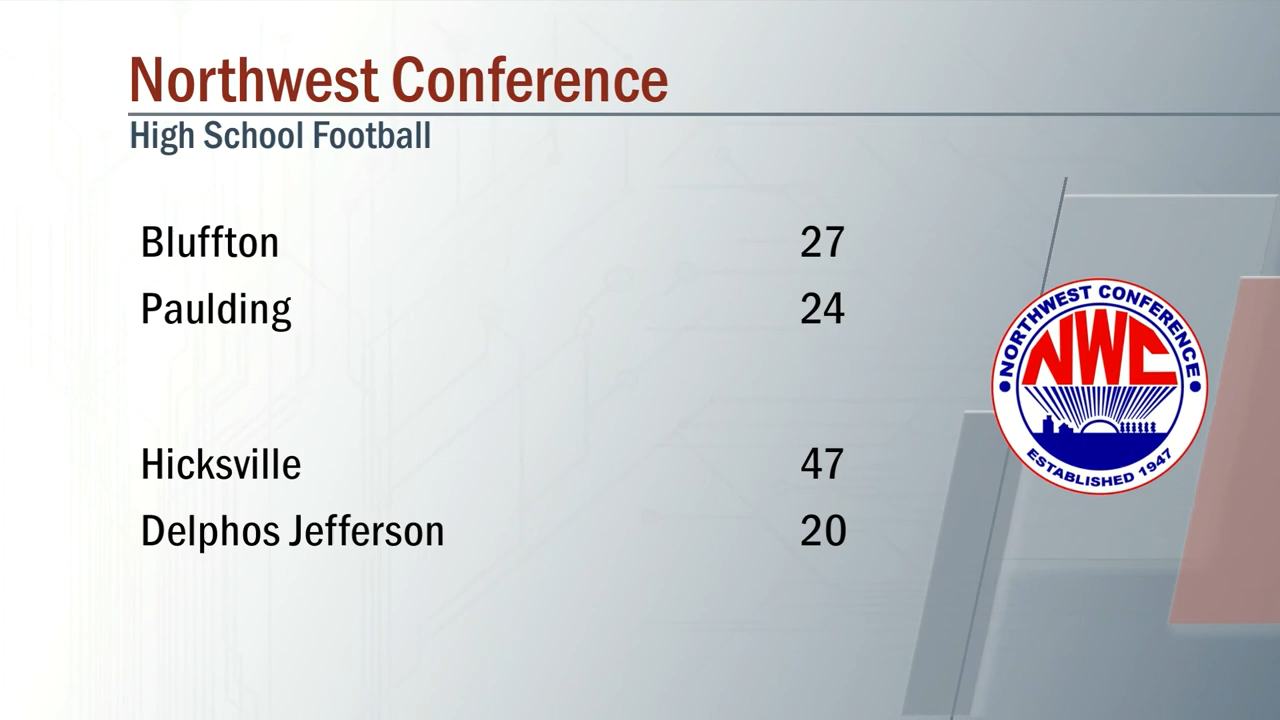 Northwest Conference
High School Football
Bluffton 27
Paulding 24
Hicksville 47
Delphos Jefferson 20
NORTHWEST CONFERENCE
NWC
ESTABLISHED 1947